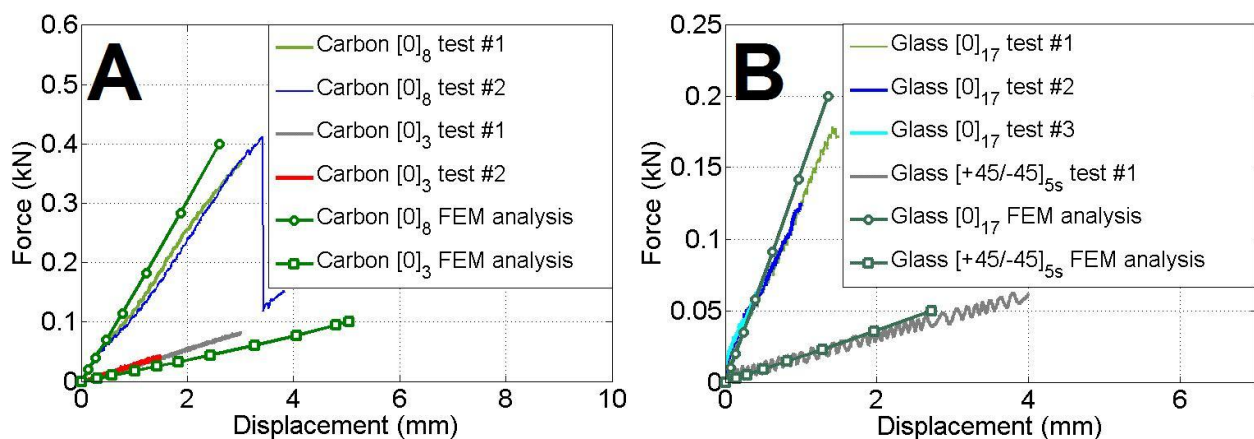 A
Force (kN)
0.6
0.5
0.4
0.3
0.2
0.1
0
0 2 4 6 8 10
Displacement (mm)
Carbon [0]8 test #1
Carbon [0]8 test #2
Carbon [0]3 test #1
Carbon [0]3 test #2
Carbon [0]8 FEM analysis
Carbon [0]3 FEM analysis
B
Force (kN)
0.25
0.2
0.15
0.1
0.05
0
0 2 4 6
Displacement (mm)
Glass [0]17 test #1
Glass [0]17 test #2
Glass [0]17 test #3
Glass [+45/-45]5s test #1
Glass [0]17 FEM analysis
Glass [+45/-45]5s FEM analysis